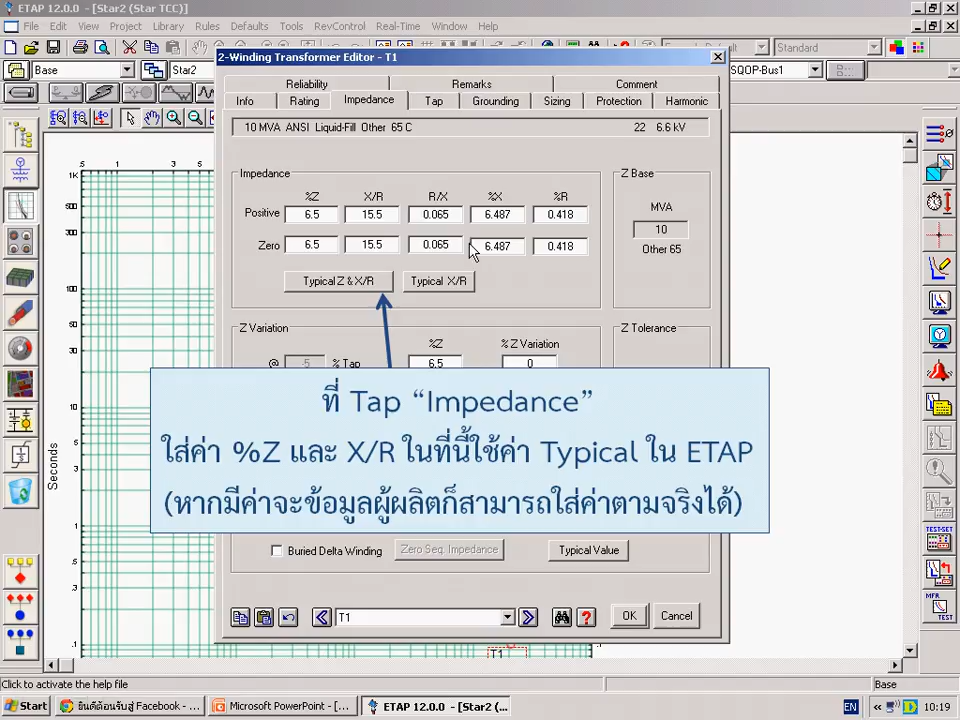 ETAP 12.0.0 - [Star2 (Star TCC)]
File Edit View Project Library Rules Defaults Tools RevControl Real-Time Window Help
Standard
Base
Star2
SQOP-Bus1
2-Winding Transformer Editor - T1
Reliability Remarks Comment
Info Rating Impedance Tap Grounding Sizing Protection Harmonic
10 MVA ANSI Liquid-Fill Other 65 C 22 6.6 kV
Impedance
%Z X/R R/X %X %R
Positive 6.5 15.5 0.065 6.487 0.418
Zero 6.5 15.5 0.065 6.487 0.418
Typical Z & X/R Typical X/R
Z Base
MVA
10
Other 65
Z Variation
%Z % Z Variation
@ -5 % Tap 6.5 0
Z Tolerance
ที่ Tap “Impedance”
ใส่ค่า %Z และ X/R ในที่นี้ใช้ค่า Typical ใน ETAP
(หากมีค่าจะข้อมูลผู้ผลิตก็สามารถใส่ค่าตามจริงได้)
Buried Delta Winding Zero Seq. Impedance Typical Value
T1
OK Cancel
.5 1 3 5
1K
500
300
100
50
30
10
5
3
1
.5
.3
.1
Seconds
T1
TEST-SET
MFR
TEST
Click to activate the help file
Base
Start
ยินดีต้อนรับสู่ Facebook - ...
Microsoft PowerPoint - [...
ETAP 12.0.0 - [Star2 (...
EN
10:19